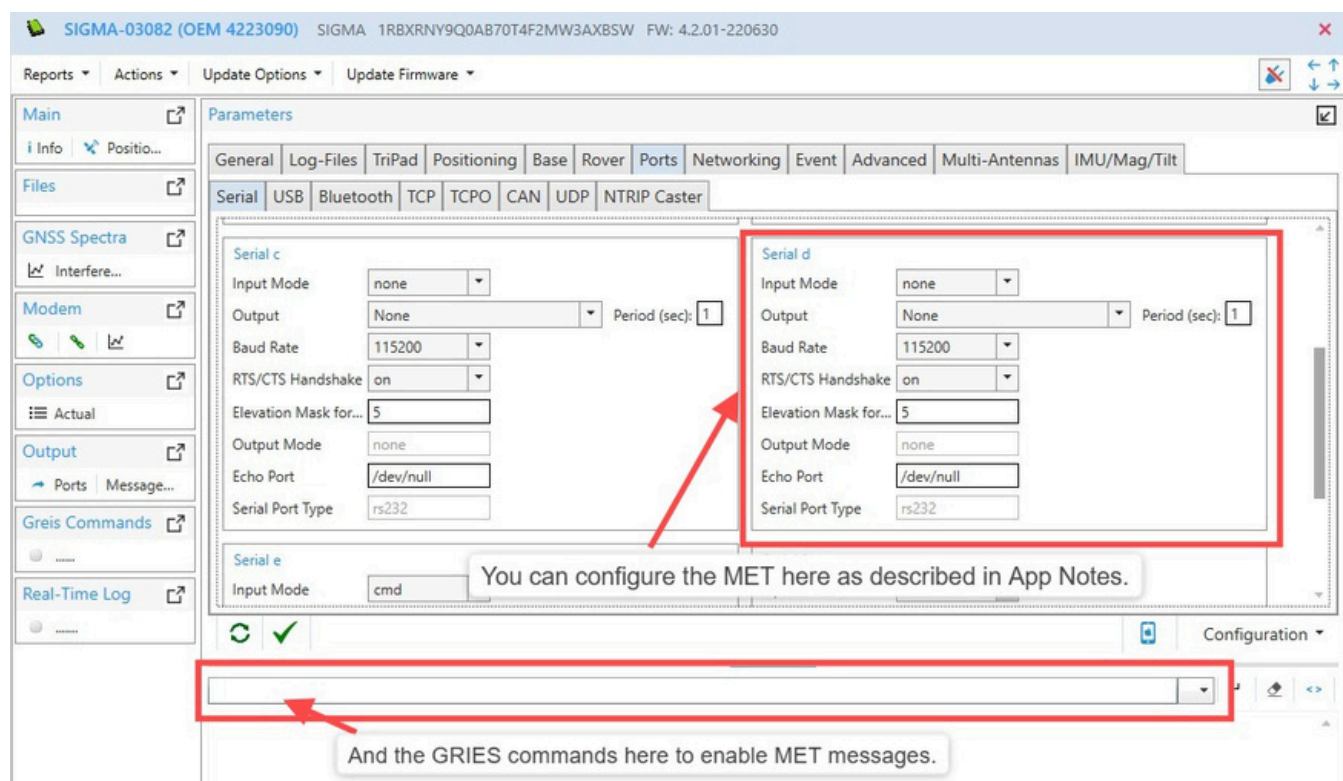 SIGMA-03082 (OEM 4223090) SIGMA 1RBXRNY9Q0AB70T4F2MW3AXBSW FW: 4.2.01-220630
Reports Actions Update Options Update Firmware
Main
Info Positio...
Files
GNSS Spectra
Interfere...
Modem
Options
Actual
Output
Ports Message...
Greis Commands
......
Real-Time Log
.......
Parameters
General Log-Files TriPad Positioning Base Rover Ports Networking Event Advanced Multi-Antennas IMU/Mag/Tilt
Serial USB Bluetooth TCP TCPO CAN UDP NTRIP Caster
Serial c
Input Mode none
Output None Period (sec): 1
Baud Rate 115200
RTS/CTS Handshake on
Elevation Mask for... 5
Output Mode none
Echo Port /dev/null
Serial Port Type rs232
Serial d
Input Mode none
Output None Period (sec): 1
Baud Rate 115200
RTS/CTS Handshake on
Elevation Mask for... 5
Output Mode none
Echo Port /dev/null
Serial Port Type rs232
Serial e
Input Mode cmd
You can configure the MET here as described in App Notes.
Configuration
And the GRIES commands here to enable MET messages.